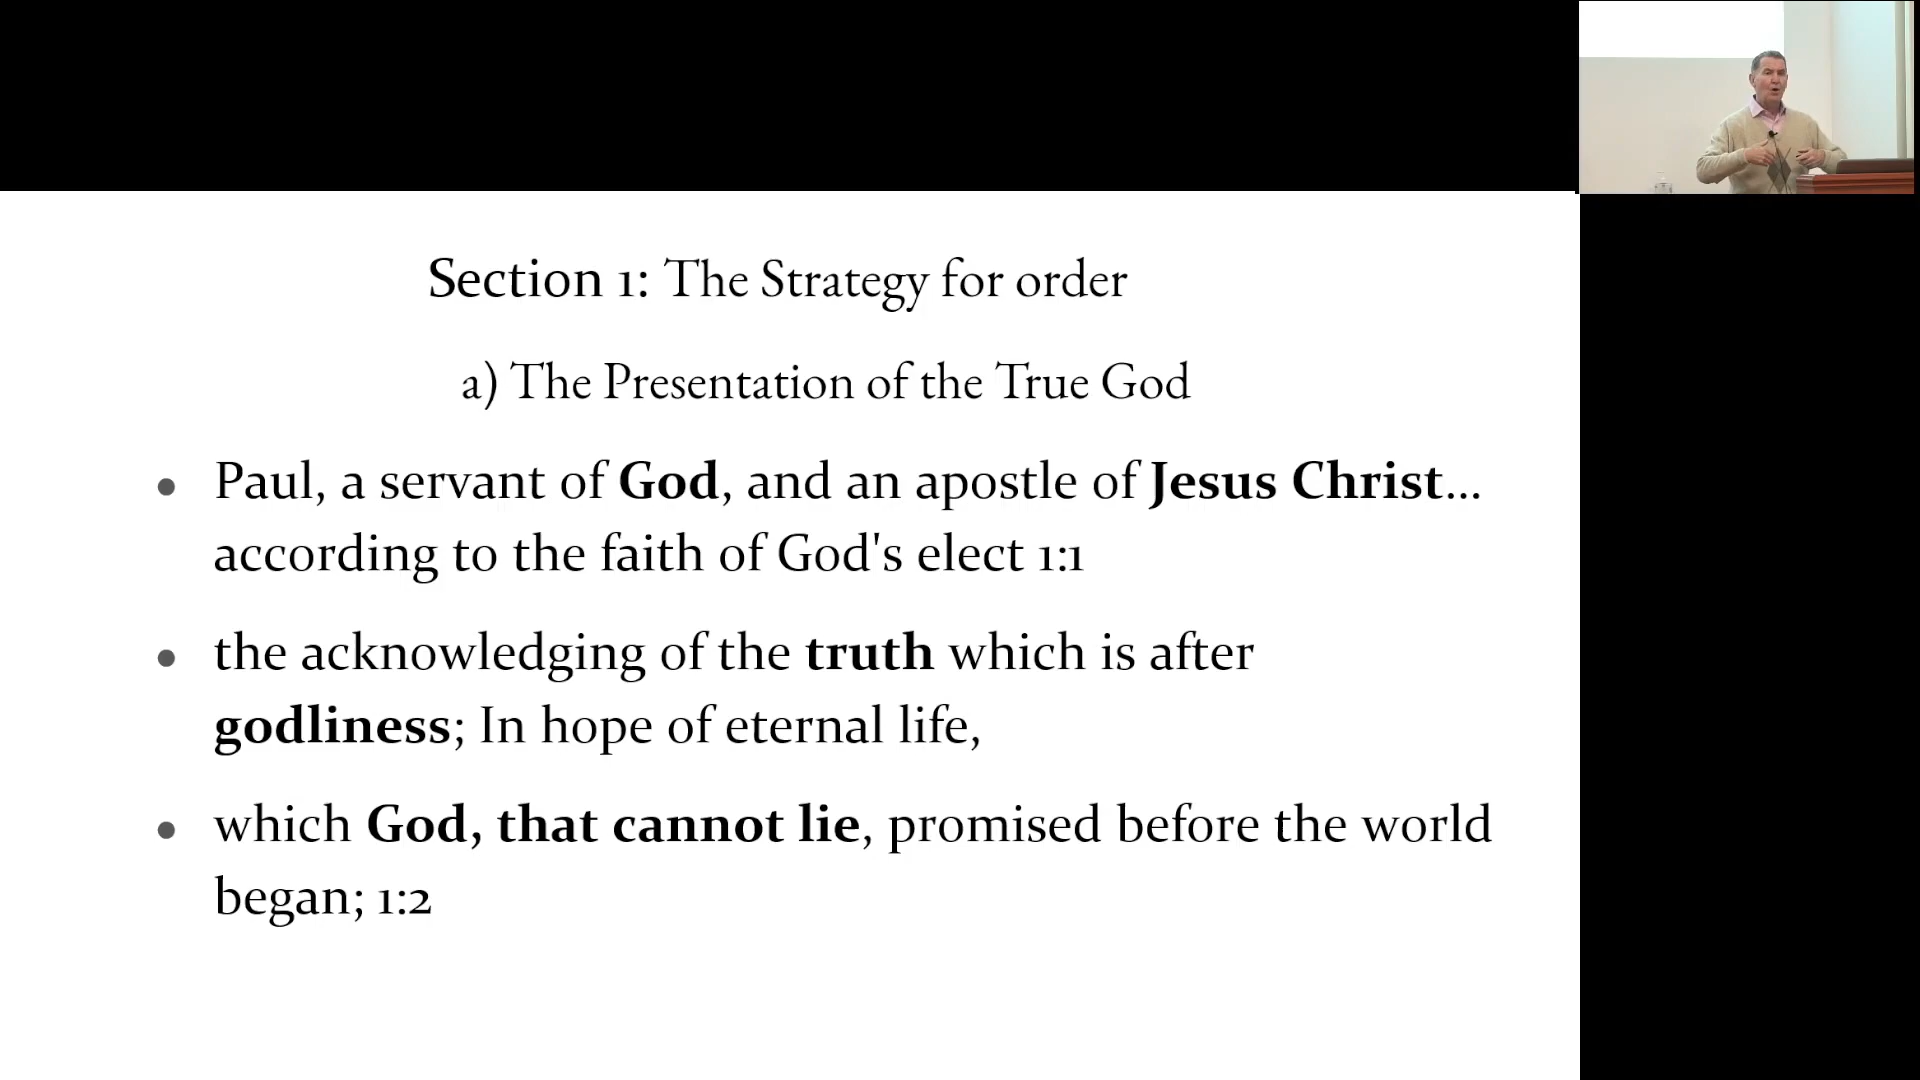 Section 1: The Strategy for order
a) The Presentation of the True God
• Paul, a servant of God, and an apostle of Jesus Christ...
according to the faith of God's elect 1:1
• the acknowledging of the truth which is after
godliness; In hope of eternal life,
• which God, that cannot lie, promised before the world
began; 1:2